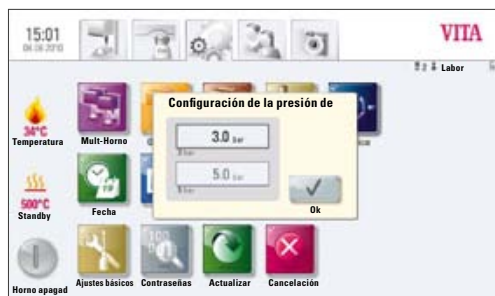 15:01
04.06.2010
VITA
Labor
Configuración de la presión de
3.0 bar
5.0 bar
Ok
34°C
Temperatura
Mult-Horno
500°C
Standby
Fecha
Horno apagad
Ajustes básicos
Contraseñas
Actualizar
Cancelación